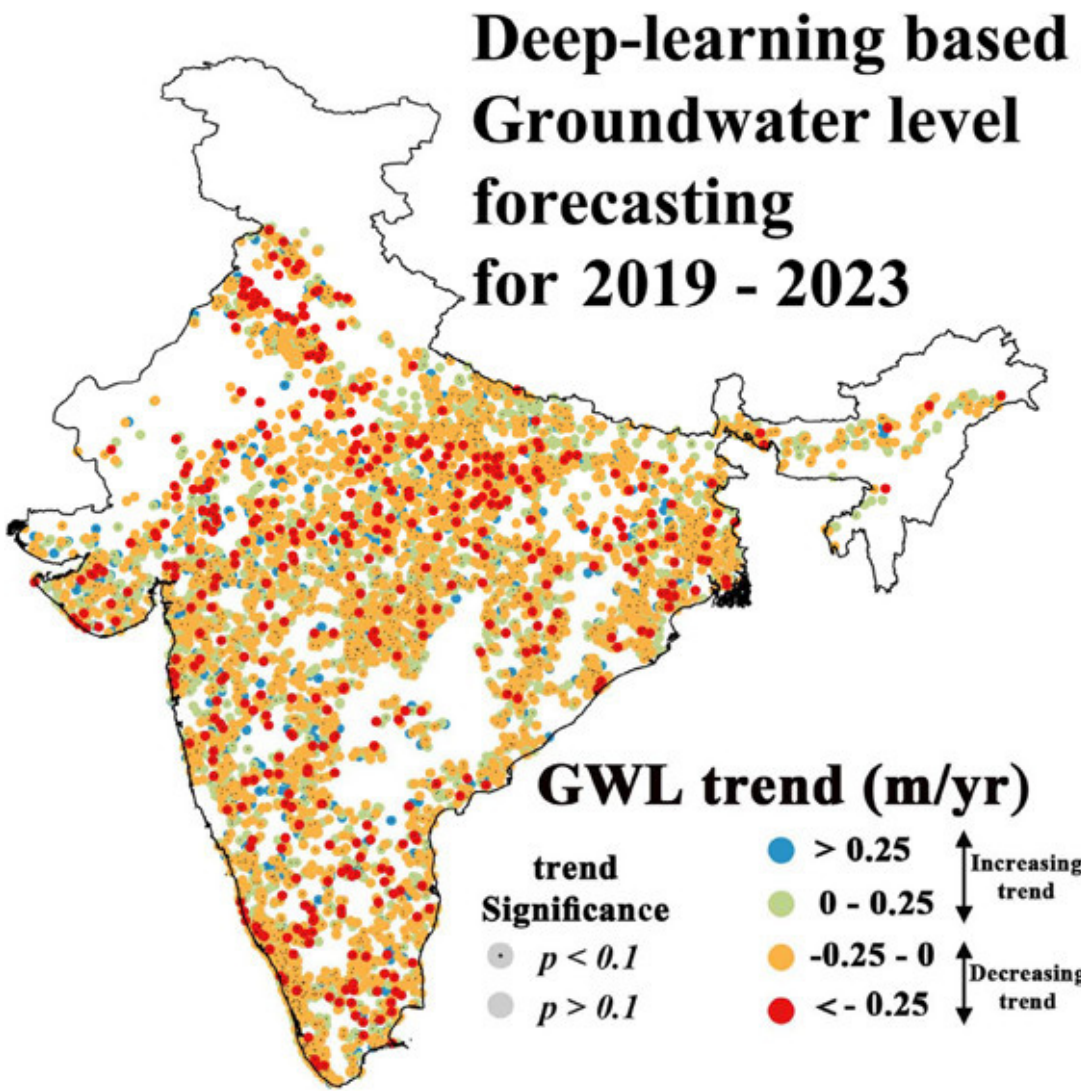 Deep-learning based
Groundwater level
forecasting
for 2019 - 2023
GWL trend (m/yr)
trend
Significance
p < 0.1
p > 0.1
> 0.25
0 - 0.25
-0.25 - 0
< - 0.25
Increasing
trend
Decreasing
trend